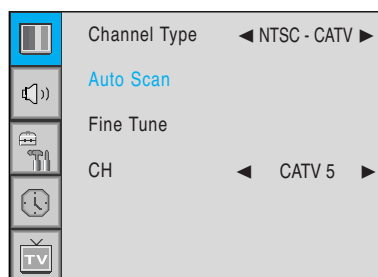 Channel Type ◀ NTSC - CATV ▶
Auto Scan
Fine Tune
CH ◀ CATV 5 ▶
TV